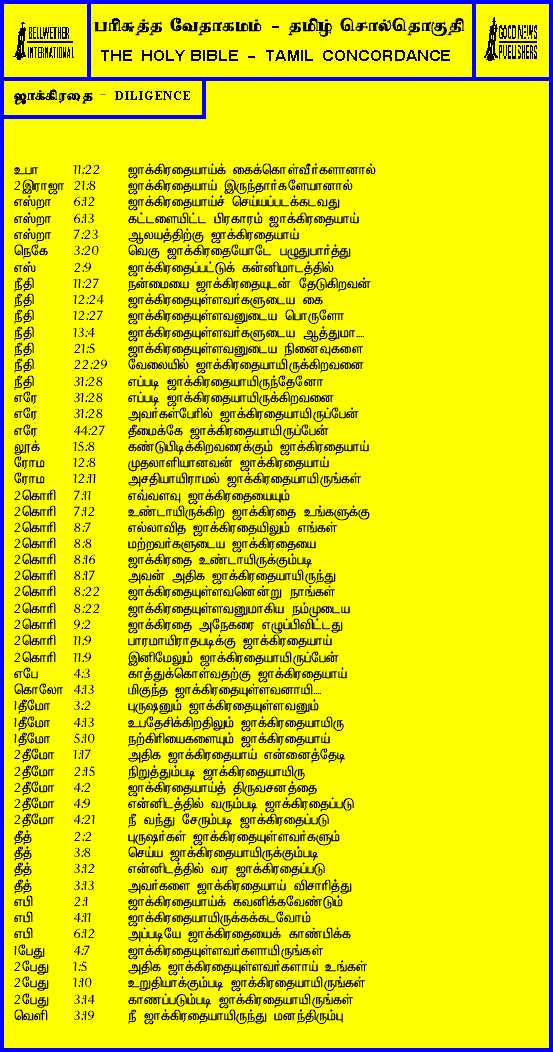 BELLWETHER INTERNATIONAL
பரிசுத்த வேதாகமம் - தமிழ் சொல்தொகுதி
THE HOLY BIBLE - TAMIL CONCORDANCE
GOOD NEWS PUBLISHERS
ஜாக்கிரதை - DILIGENCE
உபா 11:22 ஜாக்கிரதையாய்க் கைக்கொள்வீர்களானால்
2இராஜா 21:8 ஜாக்கிரதையாய் இருந்தார்களேயானால்
எஸ்றா 6:12 ஜாக்கிரதையாய்ச் செய்யப்படக்கடவது
எஸ்றா 6:13 கட்டளையிட்ட பிரகாரம் ஜாக்கிரதையாய்
எஸ்றா 7:23 ஆலயத்திற்கு ஜாக்கிரதையாய்
நெகே 3:20 வெகு ஜாக்கிரதையோடே பழுதுபார்த்து
எஸ் 2:9 ஜாக்கிரதைப்பட்டுக் கன்னிமாடத்தில்
நீதி 11:27 நன்மையை ஜாக்கிரதையுடன் தேடுகிறவன்
நீதி 12:24 ஜாக்கிரதையுள்ளவர்களுடைய கை
நீதி 12:27 ஜாக்கிரதையுள்ளவனுடைய பொருளோ
நீதி 13:4 ஜாக்கிரதையுள்ளவர்களுடைய ஆத்துமா....
நீதி 21:5 ஜாக்கிரதையுள்ளவனுடைய நினைவுகளை
நீதி 22:29 வேலையில் ஜாக்கிரதையாயிருக்கிறவனை
நீதி 31:28 எப்படி ஜாக்கிரதையாயிருந்தேனோ
எரே 31:28 எப்படி ஜாக்கிரதையாயிருக்கிறவனை
எரே 31:28 அவர்கள்பேரில் ஜாக்கிரதையாயிருப்பேன்
எரே 44:27 தீமைக்கே ஜாக்கிரதையாயிருப்பேன்
லூக் 15:8 கண்டுபிடிக்கிறவரைக்கும் ஜாக்கிரதையாய்
ரோம 12:8 முதலாளியானவன் ஜாக்கிரதையாய்
ரோம 12:11 அசதியாயிராமல் ஜாக்கிரதையாயிருங்கள்
2கொரி 7:11 எவ்வளவு ஜாக்கிரதையையும்
2கொரி 7:12 உண்டாயிருக்கிற ஜாக்கிரதை உங்களுக்கு
2கொரி 8:7 எல்லாவித ஜாக்கிரதையிலும் எங்கள்
2கொரி 8:8 மற்றவர்களுடைய ஜாக்கிரதையை
2கொரி 8:16 ஜாக்கிரதை உண்டாயிருக்கும்படி
2கொரி 8:17 அவன் அதிக ஜாக்கிரதையாயிருந்து
2கொரி 8:22 ஜாக்கிரதையுள்ளவனென்று நாங்கள்
2கொரி 8:22 ஜாக்கிரதையுள்ளவனுமாகிய நம்முடைய
2கொரி 9:2 ஜாக்கிரதை அநேகரை எழுப்பிவிட்டது
2கொரி 11:9 பாரமாயிராதபடிக்கு ஜாக்கிரதையாய்
2கொரி 11:9 இனிமேலும் ஜாக்கிரதையாயிருப்பேன்
எபே 4:3 காத்துக்கொள்வதற்கு ஜாக்கிரதையாய்
கொலோ 4:13 மிகுந்த ஜாக்கிரதையுள்ளவனாயி....
1தீமோ 3:2 புருஷனும் ஜாக்கிரதையுள்ளவனும்
1தீமோ 4:13 உபதேசிக்கிறதிலும் ஜாக்கிரதையாயிரு
1தீமோ 5:10 நற்கிரியைகளையும் ஜாக்கிரதையாய்
2தீமோ 1:17 அதிக ஜாக்கிரதையாய் என்னைத்தேடி
2தீமோ 2:15 நிறுத்தும்படி ஜாக்கிரதையாயிரு
2தீமோ 4:2 ஜாக்கிரதையாய்த் திருவசனத்தை
2தீமோ 4:9 என்னிடத்தில் வரும்படி ஜாக்கிரதைப்படு
2தீமோ 4:21 நீ வந்து சேரும்படி ஜாக்கிரதைப்படு
தீத் 2:2 புருஷர்கள் ஜாக்கிரதையுள்ளவர்களும்
தீத் 3:8 செய்ய ஜாக்கிரதையாயிருக்கும்படி
தீத் 3:12 என்னிடத்தில் வர ஜாக்கிரதைப்படு
தீத் 3:13 அவர்களை ஜாக்கிரதையாய் விசாரித்து
எபி 2:1 ஜாக்கிரதையாய்க் கவனிக்கவேண்டும்
எபி 4:11 ஜாக்கிரதையாயிருக்கக்கடவோம்
எபி 6:12 அப்படியே ஜாக்கிரதையைக் காண்பிக்க
1பேது 4:7 ஜாக்கிரதையுள்ளவர்களாயிருங்கள்
2பேது 1:5 அதிக ஜாக்கிரதையுள்ளவர்களாய் உங்கள்
2பேது 1:10 உறுதியாக்கும்படி ஜாக்கிரதையாயிருங்கள்
2பேது 3:14 காணப்படும்படி ஜாக்கிரதையாயிருங்கள்
வெளி 3:19 நீ ஜாக்கிரதையாயிருந்து மனந்திரும்பு